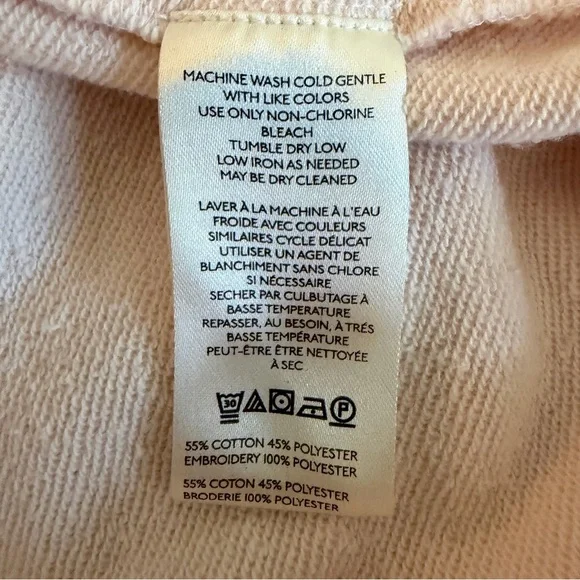 MACHINE WASH COLD GENTLE
WITH LIKE COLORS
USE ONLY NON-CHLORINE
BLEACH
TUMBLE DRY LOW
LOW IRON AS NEEDED
MAY BE DRY CLEANED
LAVER À LA MACHINE À L'EAU
FROIDE AVEC COULEURS
SIMILAIRES CYCLE DÉLICAT
UTILISER UN AGENT DE
BLANCHIMENT SANS CHLORE
SI NÉCESSAIRE
SECHER PAR CULBUTAGE À
BASSE TEMPERATURE
REPASSER, AU BESOIN, À TRÉS
BASSE TEMPÉRATURE
PEUT-ÊTRE ÊTRE NETTOYÉE
À SEC
30 P
55% COTTON 45% POLYESTER
EMBROIDERY 100% POLYESTER
55% COTON 45% POLYESTER
BRODERIE 100% POLYESTER